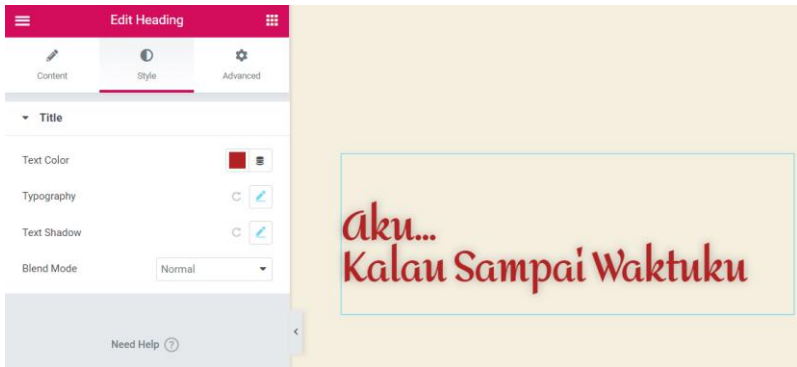 Edit Heading
Content
Style
Advanced
Title
Text Color
Typography
Text Shadow
Blend Mode
Normal
Need Help ?
Aku...
Kalau Sampai Waktuku